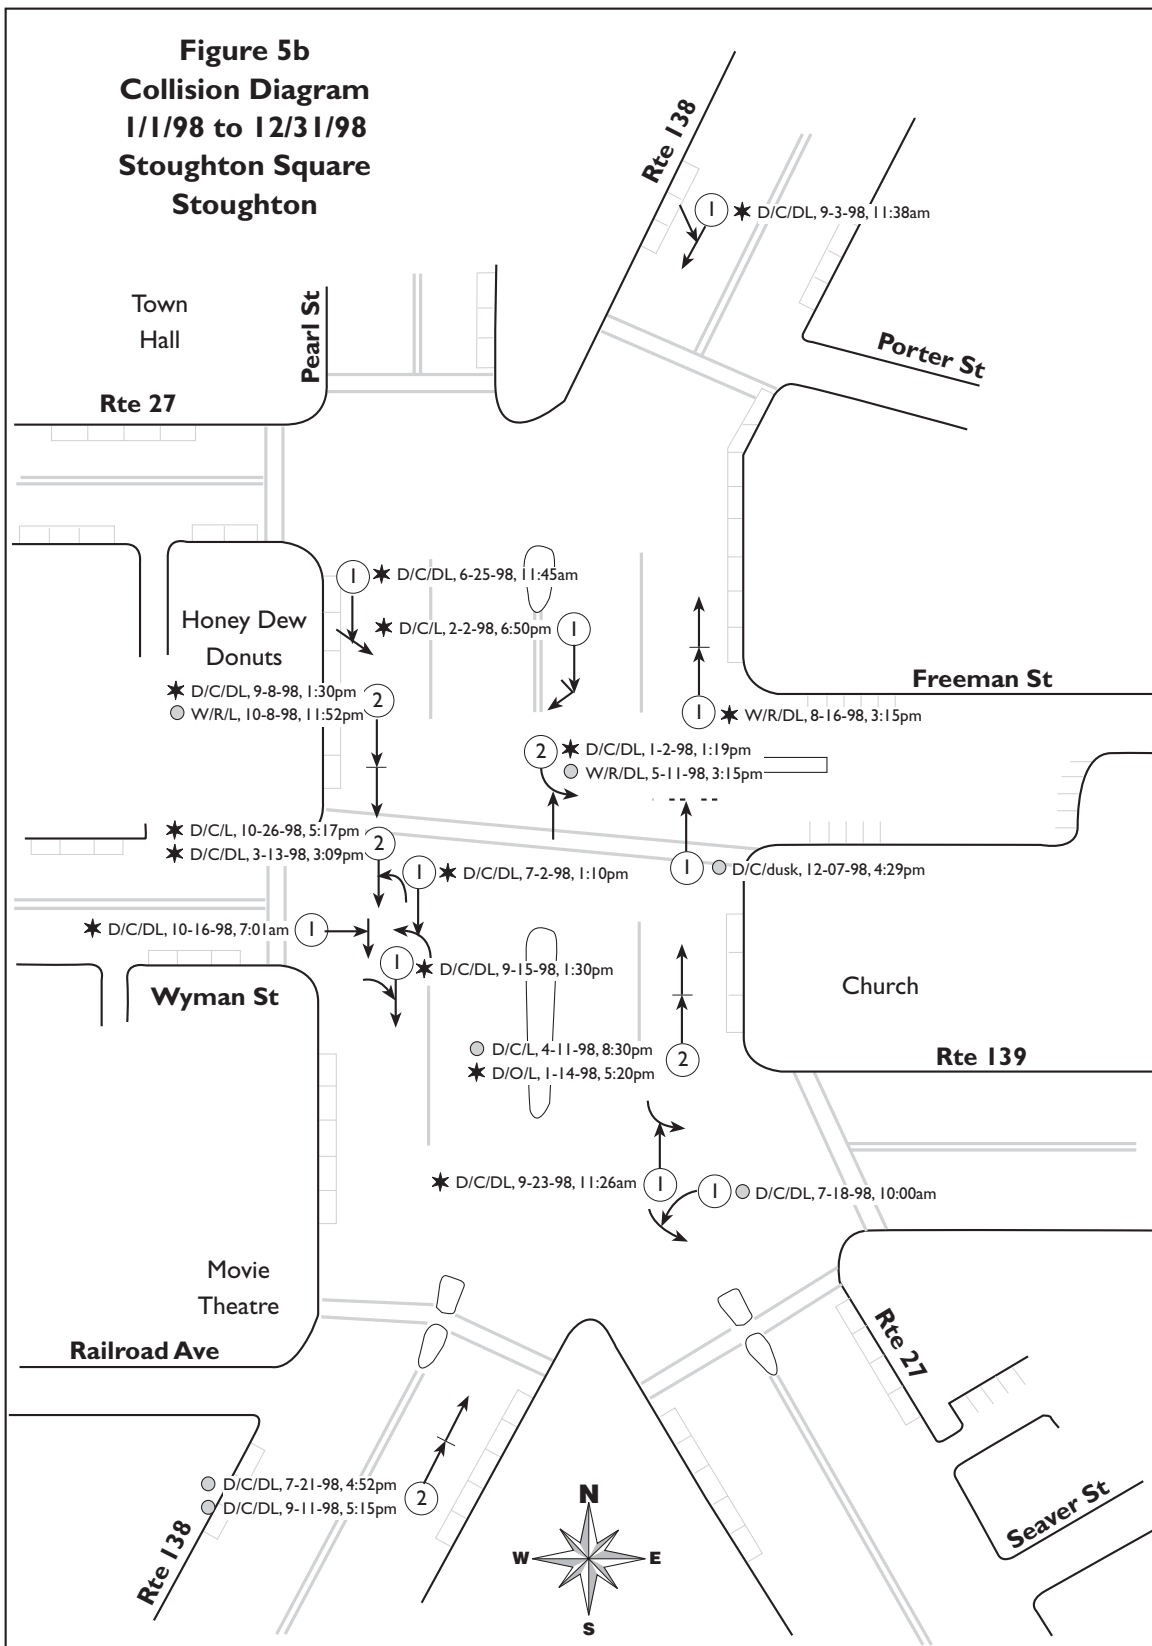 Figure 5b
Collision Diagram
1/1/98 to 12/31/98
Stoughton Square
Stoughton
Rte 138
1
D/C/DL, 9-3-98, 11:38am
Town
Hall
Pearl St
Porter St
Rte 27
1
D/C/DL, 6-25-98, 11:45am
Honey Dew
Donuts
D/C/L, 2-2-98, 6:50pm
1
Freeman St
D/C/DL, 9-8-98, 1:30pm
W/R/L, 10-8-98, 11:52pm
2
1
W/R/DL, 8-16-98, 3:15pm
2
D/C/DL, 1-2-98, 1:19pm
W/R/DL, 5-11-98, 3:15pm
D/C/L, 10-26-98, 5:17pm
D/C/DL, 3-13-98, 3:09pm
2
1
D/C/DL, 7-2-98, 1:10pm
1
D/C/dusk, 12-07-98, 4:29pm
D/C/DL, 10-16-98, 7:01am
1
1
D/C/DL, 9-15-98, 1:30pm
Church
Wyman St
D/C/L, 4-11-98, 8:30pm
D/O/L, 1-14-98, 5:20pm
2
Rte 139
D/C/DL, 9-23-98, 11:26am
1
1
D/C/DL, 7-18-98, 10:00am
Movie
Theatre
Railroad Ave
Rte 27
D/C/DL, 7-21-98, 4:52pm
D/C/DL, 9-11-98, 5:15pm
2
Rte 138
Seaver St
N
W
E
S